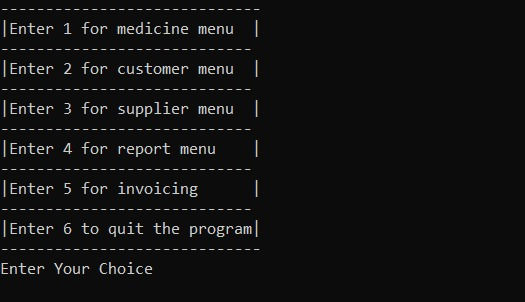 -----------------------------
|Enter 1 for medicine menu  |
----------------------------
|Enter 2 for customer menu  |
----------------------------
|Enter 3 for supplier menu  |
----------------------------
|Enter 4 for report menu    |
----------------------------
|Enter 5 for invoicing      |
----------------------------
|Enter 6 to quit the program|
-----------------------------
Enter Your Choice